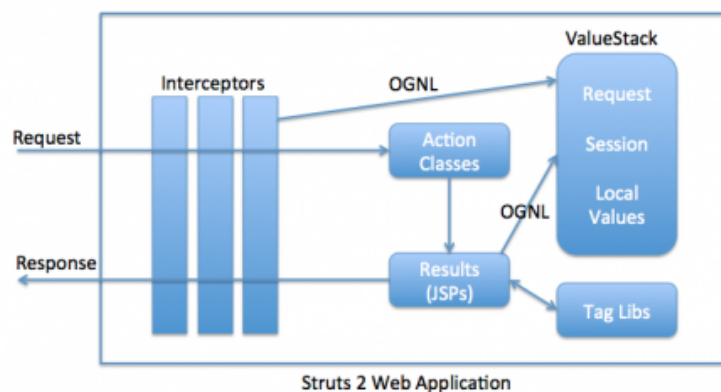 ValueStack
Interceptors
OGNL
Request
Request
Action
Classes
Session
Local
Values
OGNL
Response
Results
(JSPs)
Tag Libs
Struts 2 Web Application